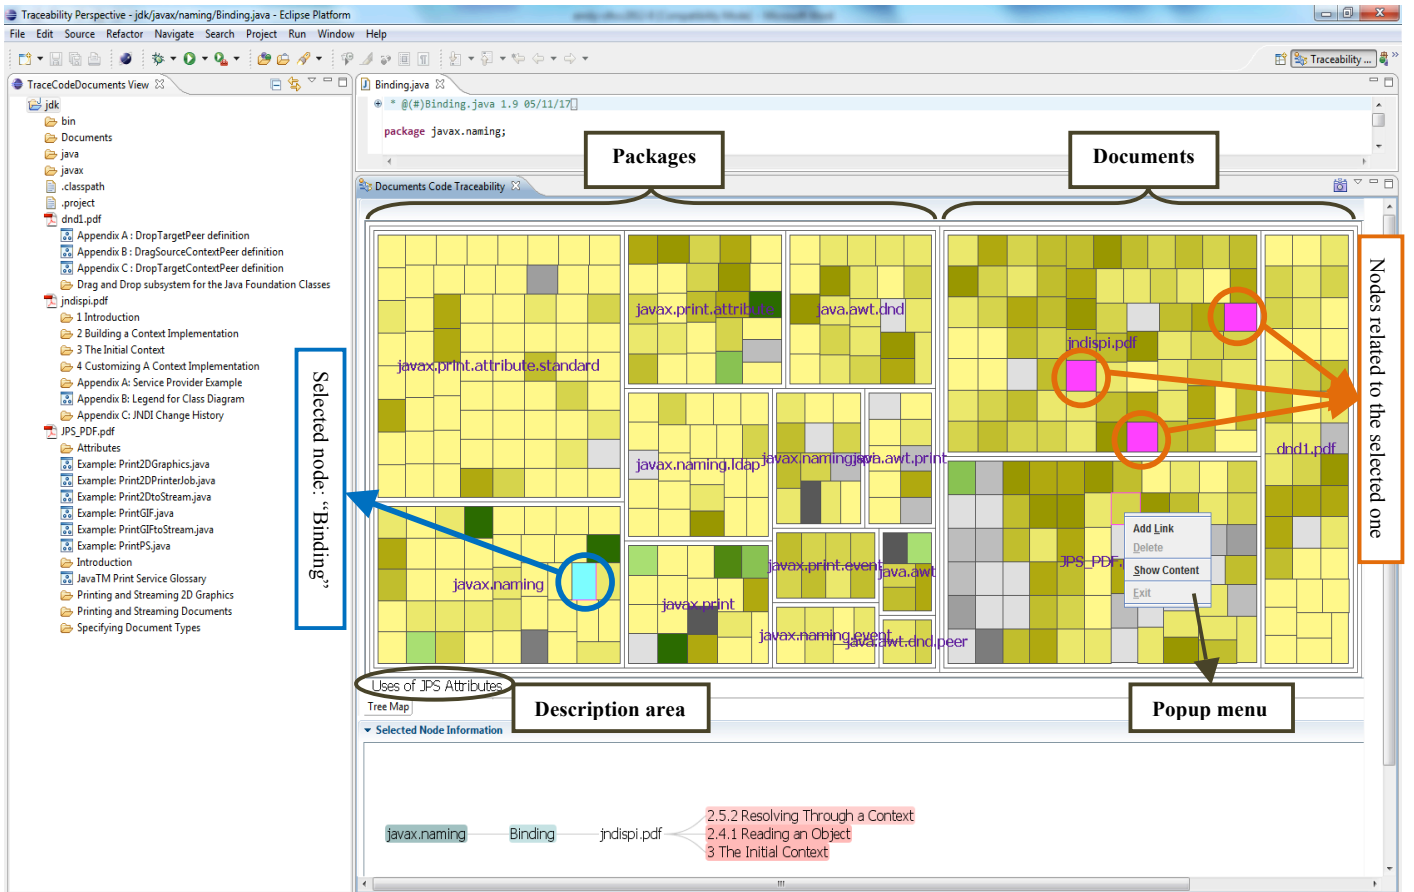 Traceability Perspective - jdk/javax/naming/Binding.java - Eclipse Platform
File Edit Source Refactor Navigate Search Project Run Window Help
Traceability ...
TraceCodeDocuments View
jdk
bin
Documents
java
javax
.classpath
.project
dnd1.pdf
Appendix A : DropTargetPeer definition
Appendix B : DragSourceContextPeer definition
Appendix C : DropTargetContextPeer definition
Drag and Drop subsystem for the Java Foundation Classes
jndispi.pdf
1 Introduction
2 Building a Context Implementation
3 The Initial Context
4 Customizing A Context Implementation
Appendix A: Service Provider Example
Appendix B: Legend for Class Diagram
Appendix C: JNDI Change History
JPS_PDF.pdf
Attributes
Example: Print2DGraphics.java
Example: Print2DPrinterJob.java
Example: Print2DtoStream.java
Example: PrintGIF.java
Example: PrintGIFtoStream.java
Example: PrintPS.java
Introduction
JavaTM Print Service Glossary
Printing and Streaming 2D Graphics
Printing and Streaming Documents
Specifying Document Types
Binding.java
* @(#)Binding.java 1.9 05/11/17
package javax.naming;
Packages
Documents
Documents Code Traceability
javax.print.attribute.standard
javax.print.attribute
java.awt.dnd
javax.naming.ldap
javax.naming.spi
java.awt.print
javax.naming
javax.print
javax.print.event
java.awt
javax.naming.event
java.awt.dnd.peer
jndispi.pdf
dnd1.pdf
JPS_PDF.
Add Link
Delete
Show Content
Exit
Selected node: “Binding”
Nodes related to the selected one
Uses of JPS Attributes
Description area
Popup menu
Tree Map
Selected Node Information
javax.naming
Binding
jndispi.pdf
2.5.2 Resolving Through a Context
2.4.1 Reading an Object
3 The Initial Context